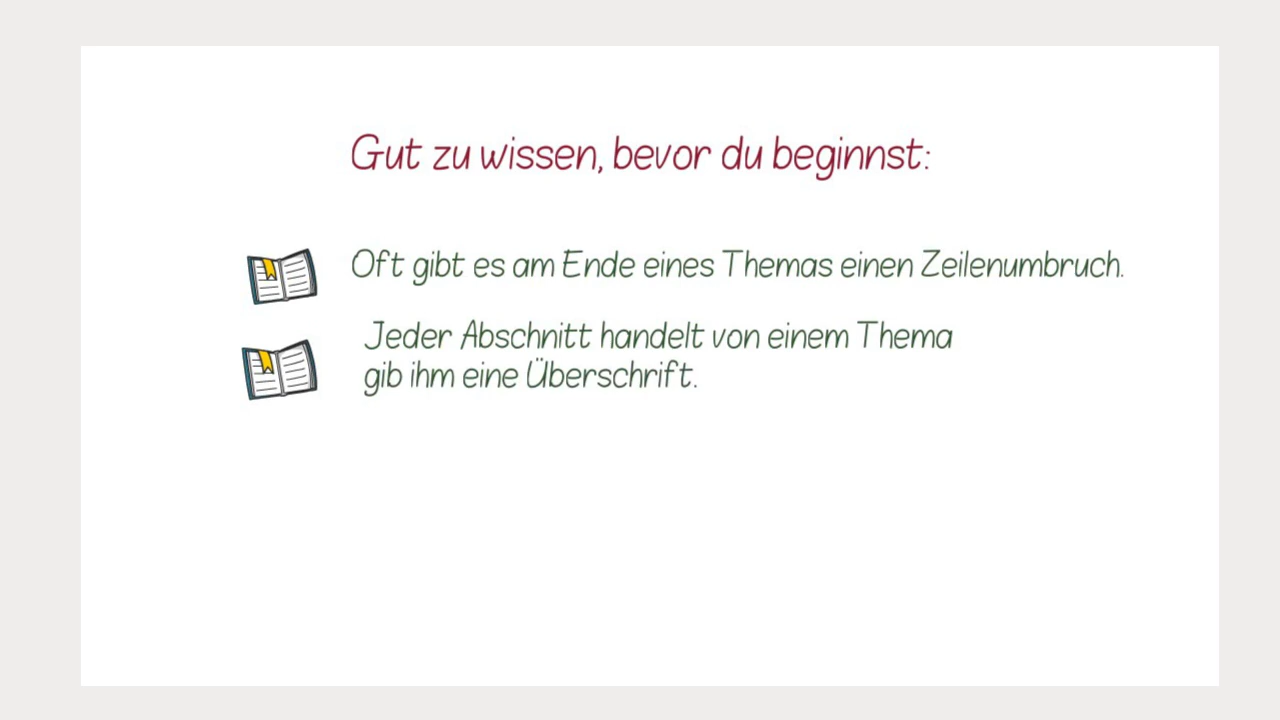 Gut zu wissen, bevor du beginnst:
Oft gibt es am Ende eines Themas einen Zeilenumbruch.
Jeder Abschnitt handelt von einem Thema
gib ihm eine Überschrift.